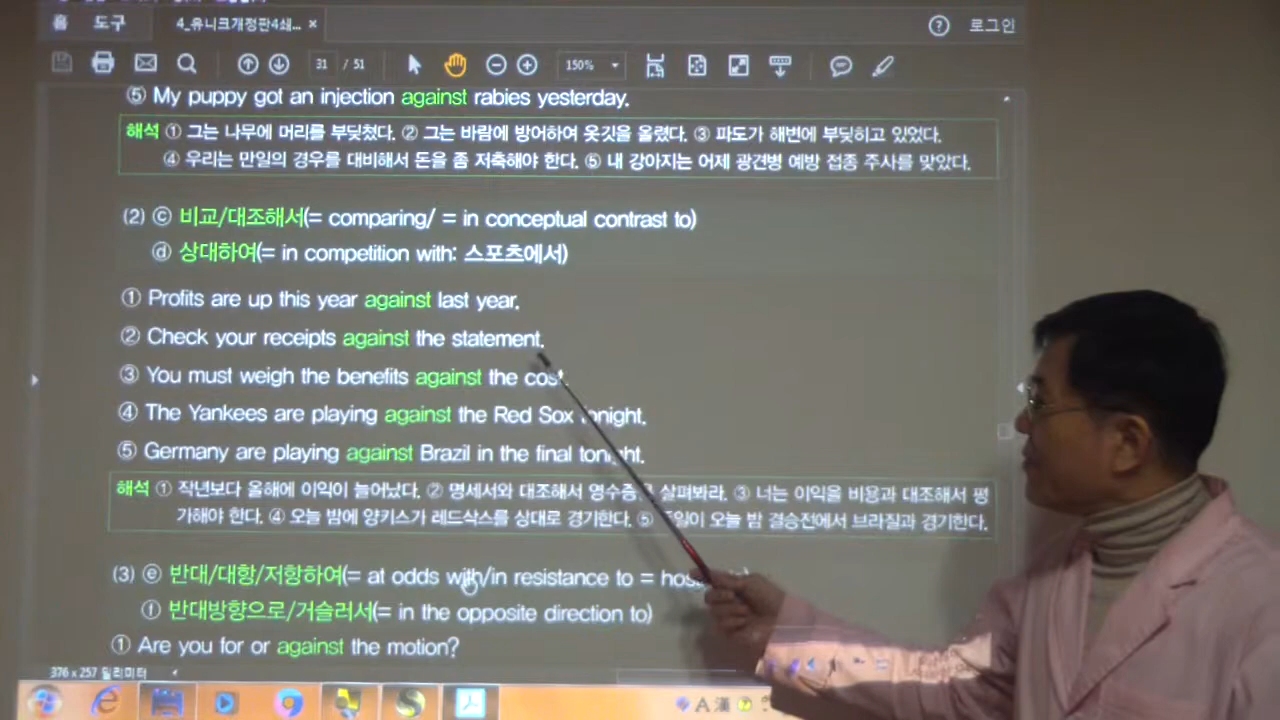 홈 도구 4_유니크개정판4쇄... × ? 로그인
31 / 51 150%
⑤ My puppy got an injection against rabies yesterday.
해석 ① 그는 나무에 머리를 부딪쳤다. ② 그는 바람에 방어하여 옷깃을 올렸다. ③ 파도가 해변에 부딪히고 있었다.
④ 우리는 만일의 경우를 대비해서 돈을 좀 저축해야 한다. ⑤ 내 강아지는 어제 광견병 예방 접종 주사를 맞았다.
(2) ⓒ 비교/대조해서(= comparing/ = in conceptual contrast to)
ⓓ 상대하여(= in competition with: 스포츠에서)
① Profits are up this year against last year.
② Check your receipts against the statement.
③ You must weigh the benefits against the cost
④ The Yankees are playing against the Red Sox tonight.
⑤ Germany are playing against Brazil in the final tonight.
해석 ① 작년보다 올해에 이익이 늘어났다. ② 명세서와 대조해서 영수증을 살펴봐라. ③ 너는 이익을 비용과 대조해서 평
가해야 한다. ④ 오늘 밤에 양키스가 레드삭스를 상대로 경기한다. ⑤ 독일이 오늘 밤 결승전에서 브라질과 경기한다.
(3) ⓔ 반대/대항/저항하여(= at odds with/in resistance to =
ⓕ 반대방향으로/거슬러서(= in the opposite direction to)
① Are you for or against the motion?
376 x 257 밀리미터
A 漢 ?